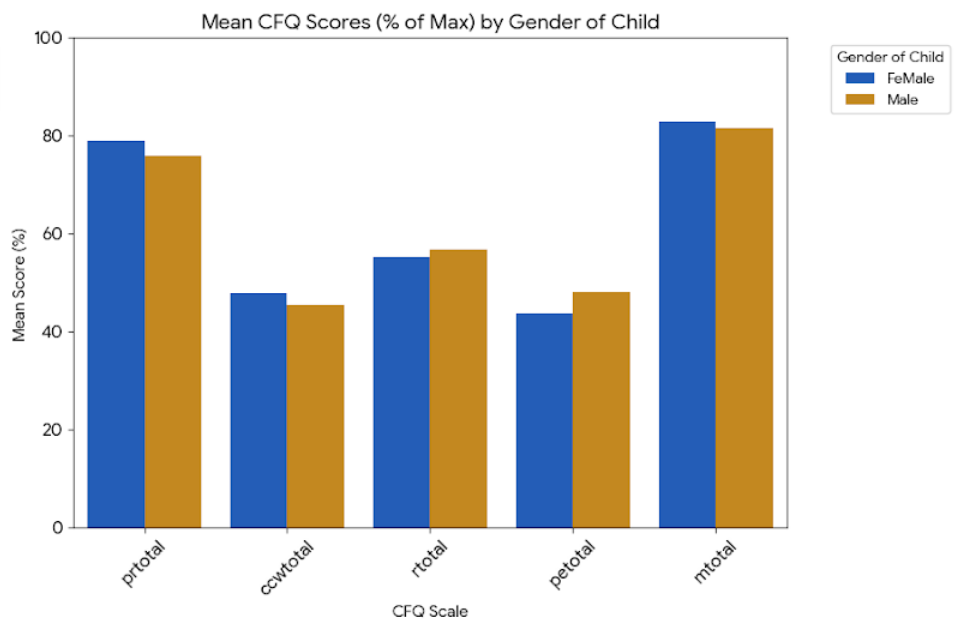 Mean CFQ Scores (% of Max) by Gender of Child
Gender of Child
FeMale
Male
Mean Score (%)
100
80
60
40
20
0
prtotal
ccwtotal
rtotal
petotal
mtotal
CFQ Scale